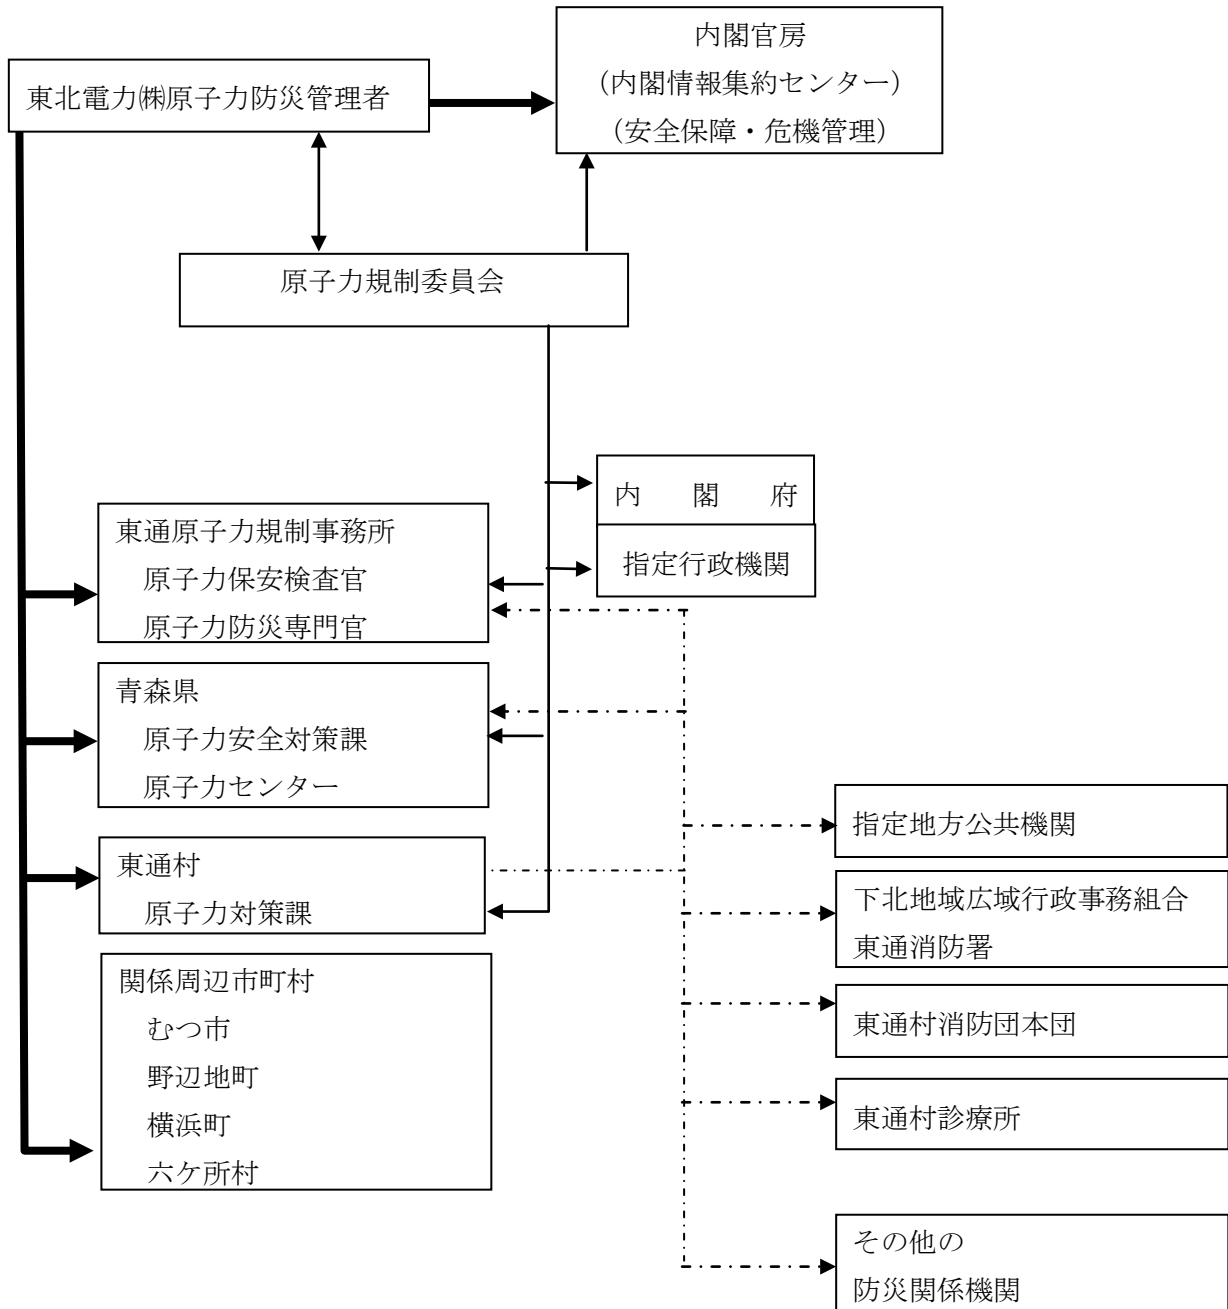 内閣官房
(内閣情報集約センター)
(安全保障・危機管理)
東北電力㈱原子力防災管理者
原子力規制委員会
内　閣　府
指定行政機関
東通原子力規制事務所
原子力保安検査官
原子力防災専門官
青森県
原子力安全対策課
原子力センター
東通村
原子力対策課
関係周辺市町村
むつ市
野辺地町
横浜町
六ケ所村
指定地方公共機関
下北地域広域行政事務組合
東通消防署
東通村消防団本団
東通村診療所
その他の
防災関係機関